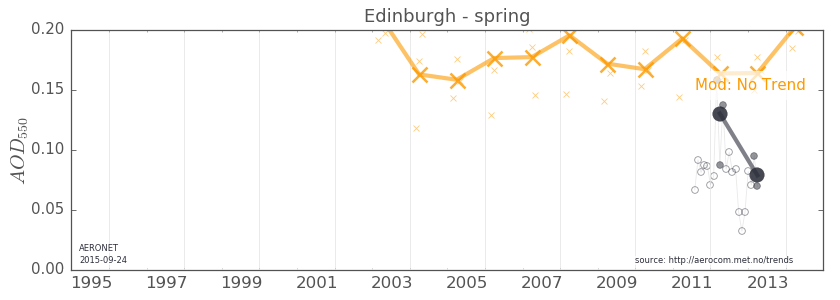 Edinburgh - spring
0.20
0.15
0.10
0.05
0.00
AOD550
Mod: No Trend
AERONET
2015-09-24
source: http://aerocom.met.no/trends
1995 1997 1999 2001 2003 2005 2007 2009 2011 2013